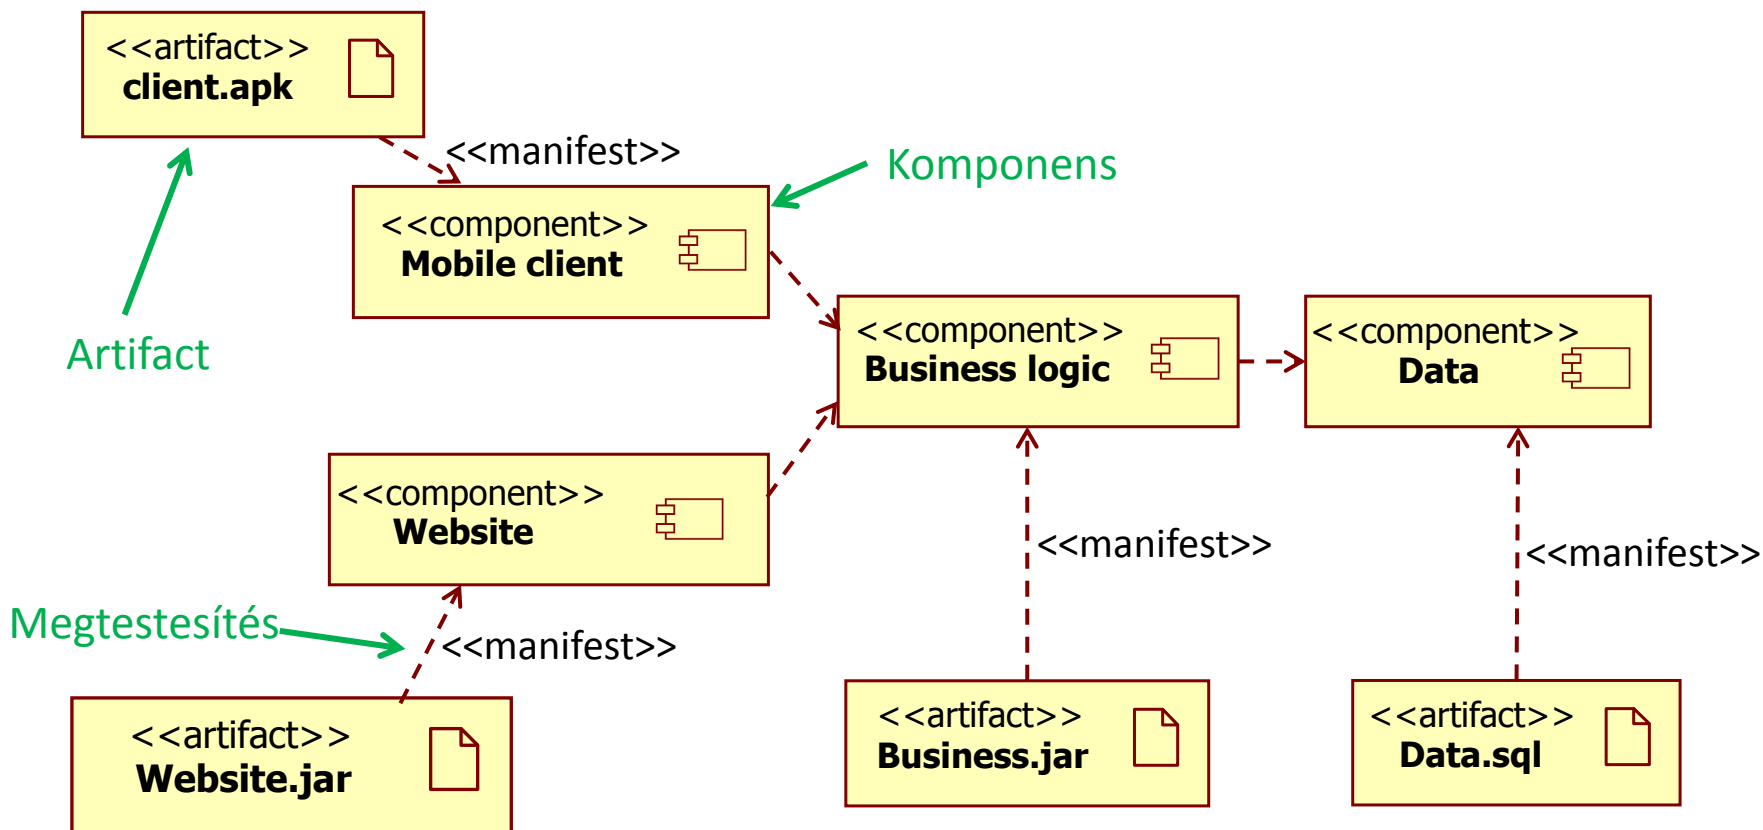 <<artifact>>
client.apk
<<manifest>>
Komponens
<<component>>
Mobile client
Artifact
<<component>>
Business logic
<<component>>
Data
<<component>>
Website
<<manifest>>
<<manifest>>
Megtestesítés
<<manifest>>
<<artifact>>
Website.jar
<<artifact>>
Business.jar
<<artifact>>
Data.sql